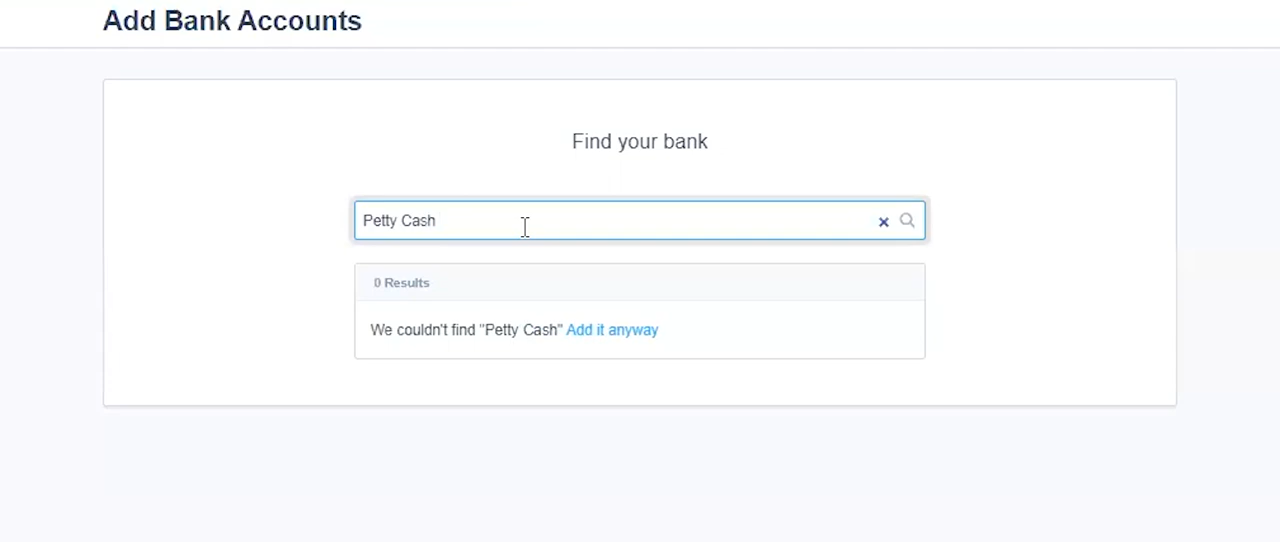 Add Bank Accounts
Find your bank
Petty Cash
0 Results
We couldn't find "Petty Cash" Add it anyway